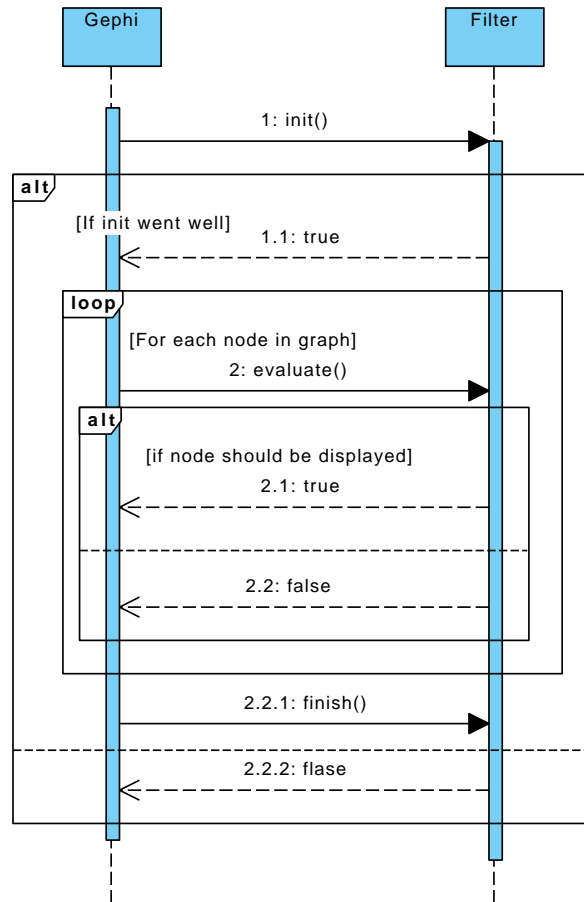 Gephi
Filter
1: init()
alt
[If init went well]
1.1: true
loop
[For each node in graph]
2: evaluate()
alt
[if node should be displayed]
2.1: true
2.2: false
2.2.1: finish()
2.2.2: flase